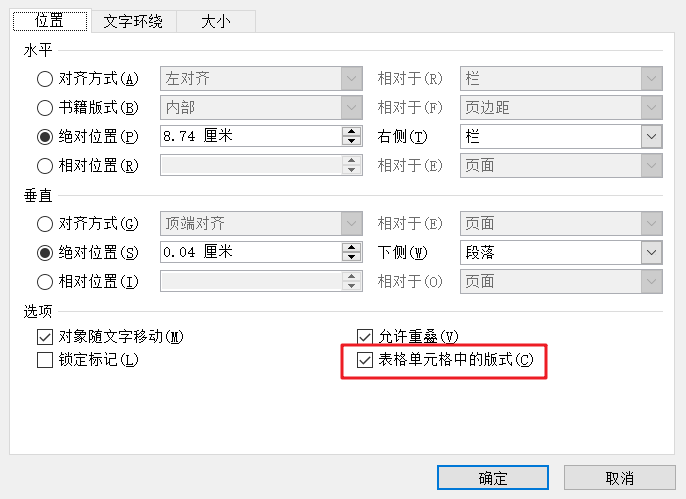 位置 文字环绕 大小
水平
对齐方式(A) 左对齐 相对于(R) 栏
书籍版式(B) 内部 相对于(F) 页边距
绝对位置(P) 8.74 厘米 右侧(T) 栏
相对位置(R) 相对于(E) 页面
垂直
对齐方式(G) 顶端对齐 相对于(E) 页面
绝对位置(S) 0.04 厘米 下侧(W) 段落
相对位置(I) 相对于(O) 页面
选项
对象随文字移动(M) 允许重叠(V)
锁定标记(L) 表格单元格中的版式(C)
确定 取消